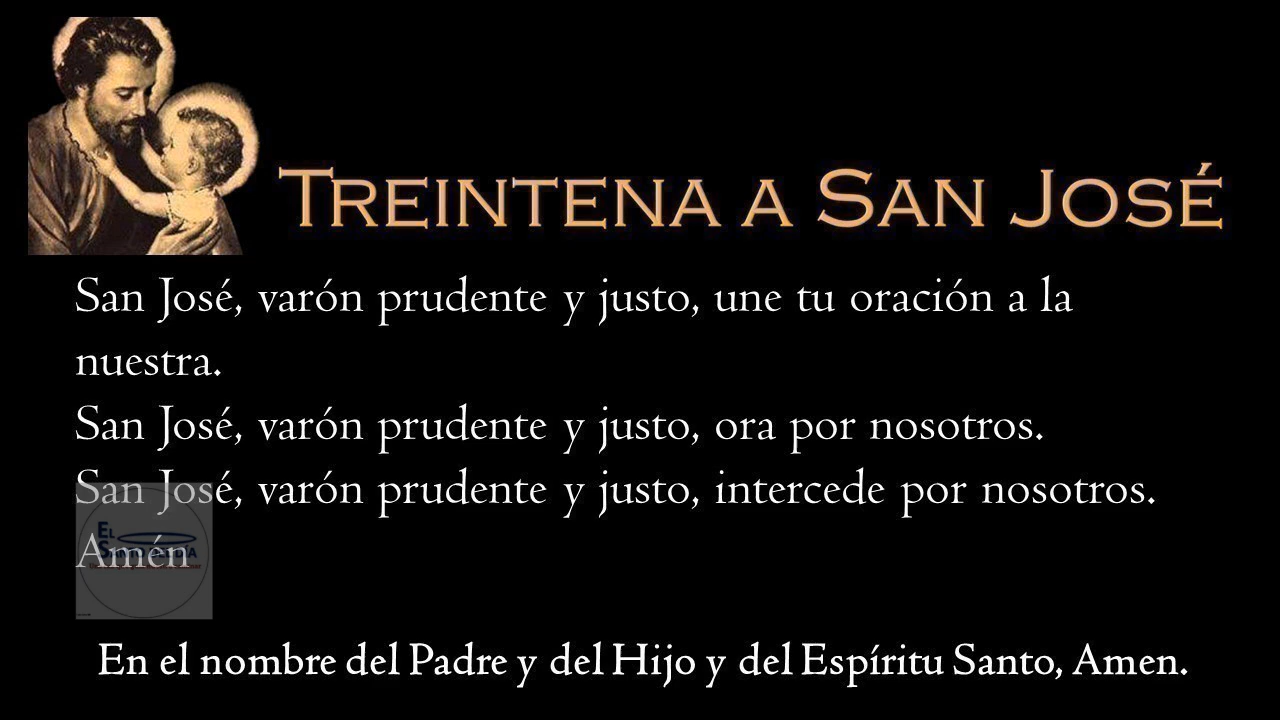 TREINTENA A SAN JOSÉ
San José, varón prudente y justo, une tu oración a la
nuestra.
San José, varón prudente y justo, ora por nosotros.
San José, varón prudente y justo, intercede por nosotros.
EL
Amén
En el nombre del Padre y del Hijo y del Espíritu Santo, Amen.